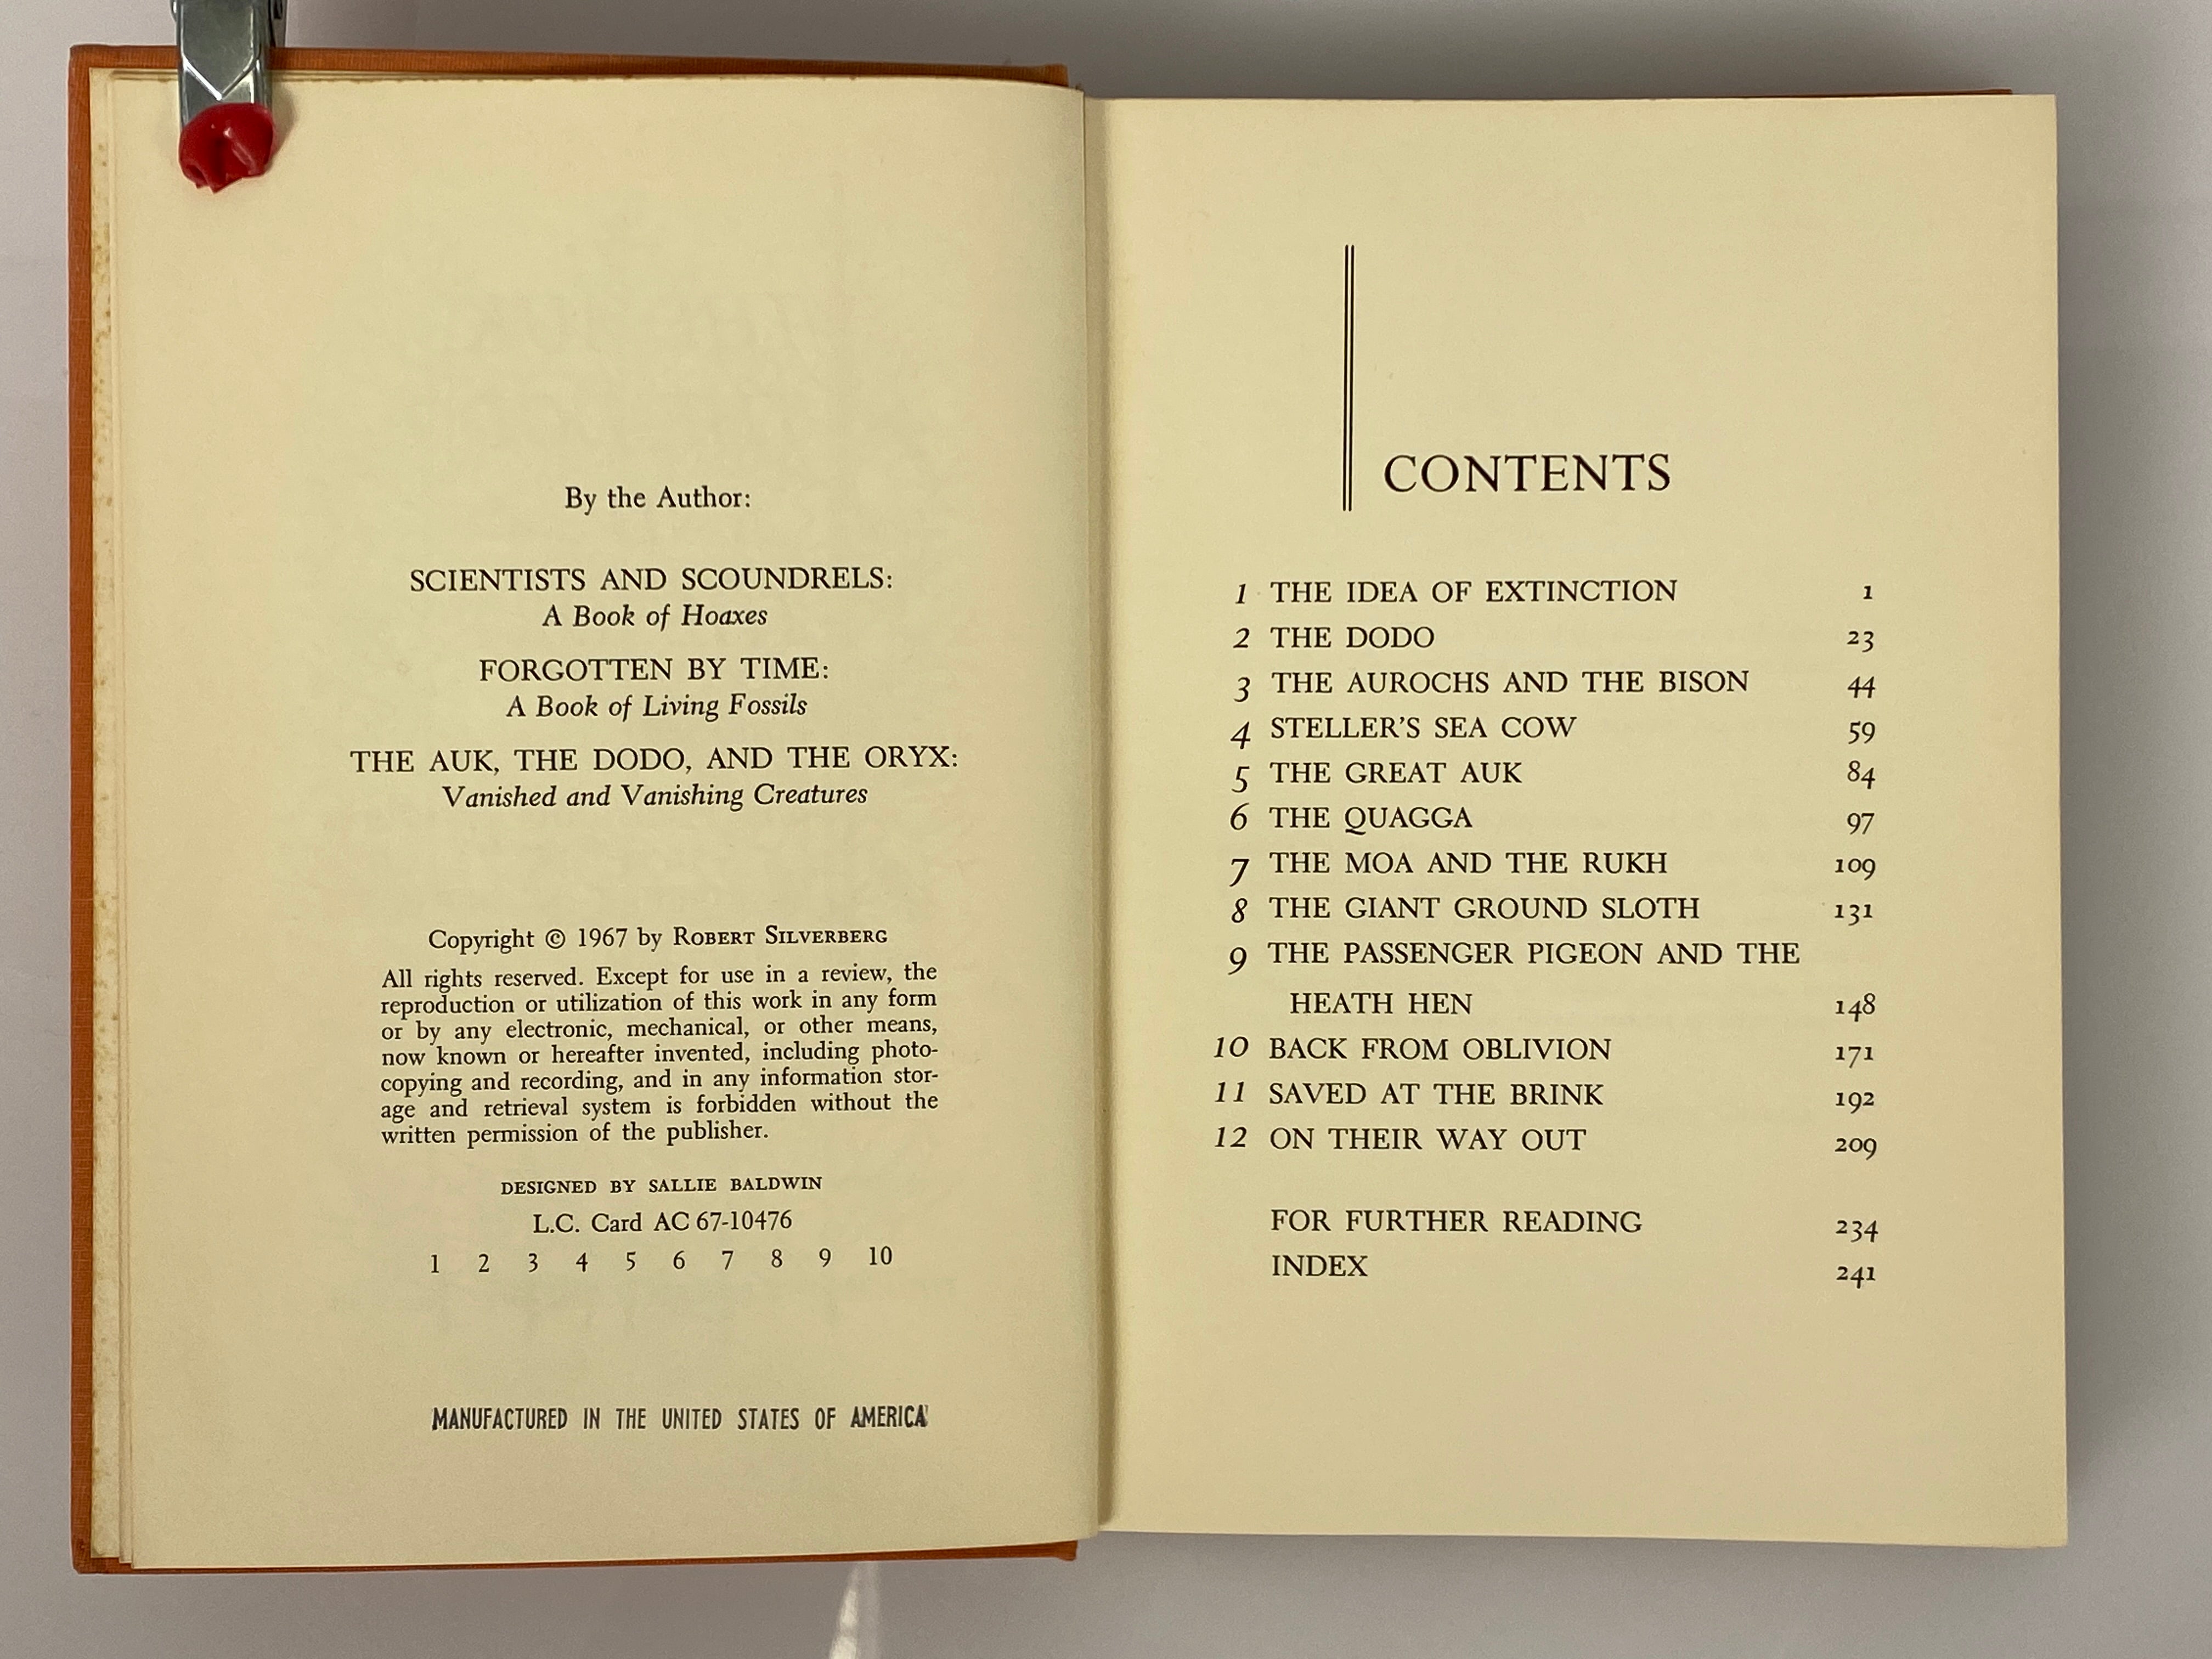 By the Author:
SCIENTISTS AND SCOUNDRELS:
A Book of Hoaxes
FORGOTTEN BY TIME:
A Book of Living Fossils
THE AUK, THE DODO, AND THE ORYX:
Vanished and Vanishing Creatures
Copyright © 1967 by ROBERT SILVERBERG
All rights reserved. Except for use in a review, the
reproduction or utilization of this work in any form
or by any electronic, mechanical, or other means,
now known or hereafter invented, including photo-
copying and recording, and in any information stor-
age and retrieval system is forbidden without the
written permission of the publisher.
DESIGNED BY SALLIE BALDWIN
L.C. Card AC 67-10476
1 2 3 4 5 6 7 8 9 10
MANUFACTURED IN THE UNITED STATES OF AMERICA
CONTENTS
1 THE IDEA OF EXTINCTION 1
2 THE DODO 23
3 THE AUROCHS AND THE BISON 44
4 STELLER'S SEA COW 59
5 THE GREAT AUK 84
6 THE QUAGGA 97
7 THE MOA AND THE RUKH 109
8 THE GIANT GROUND SLOTH 131
9 THE PASSENGER PIGEON AND THE
HEATH HEN 148
10 BACK FROM OBLIVION 171
11 SAVED AT THE BRINK 192
12 ON THEIR WAY OUT 209
FOR FURTHER READING 234
INDEX 241